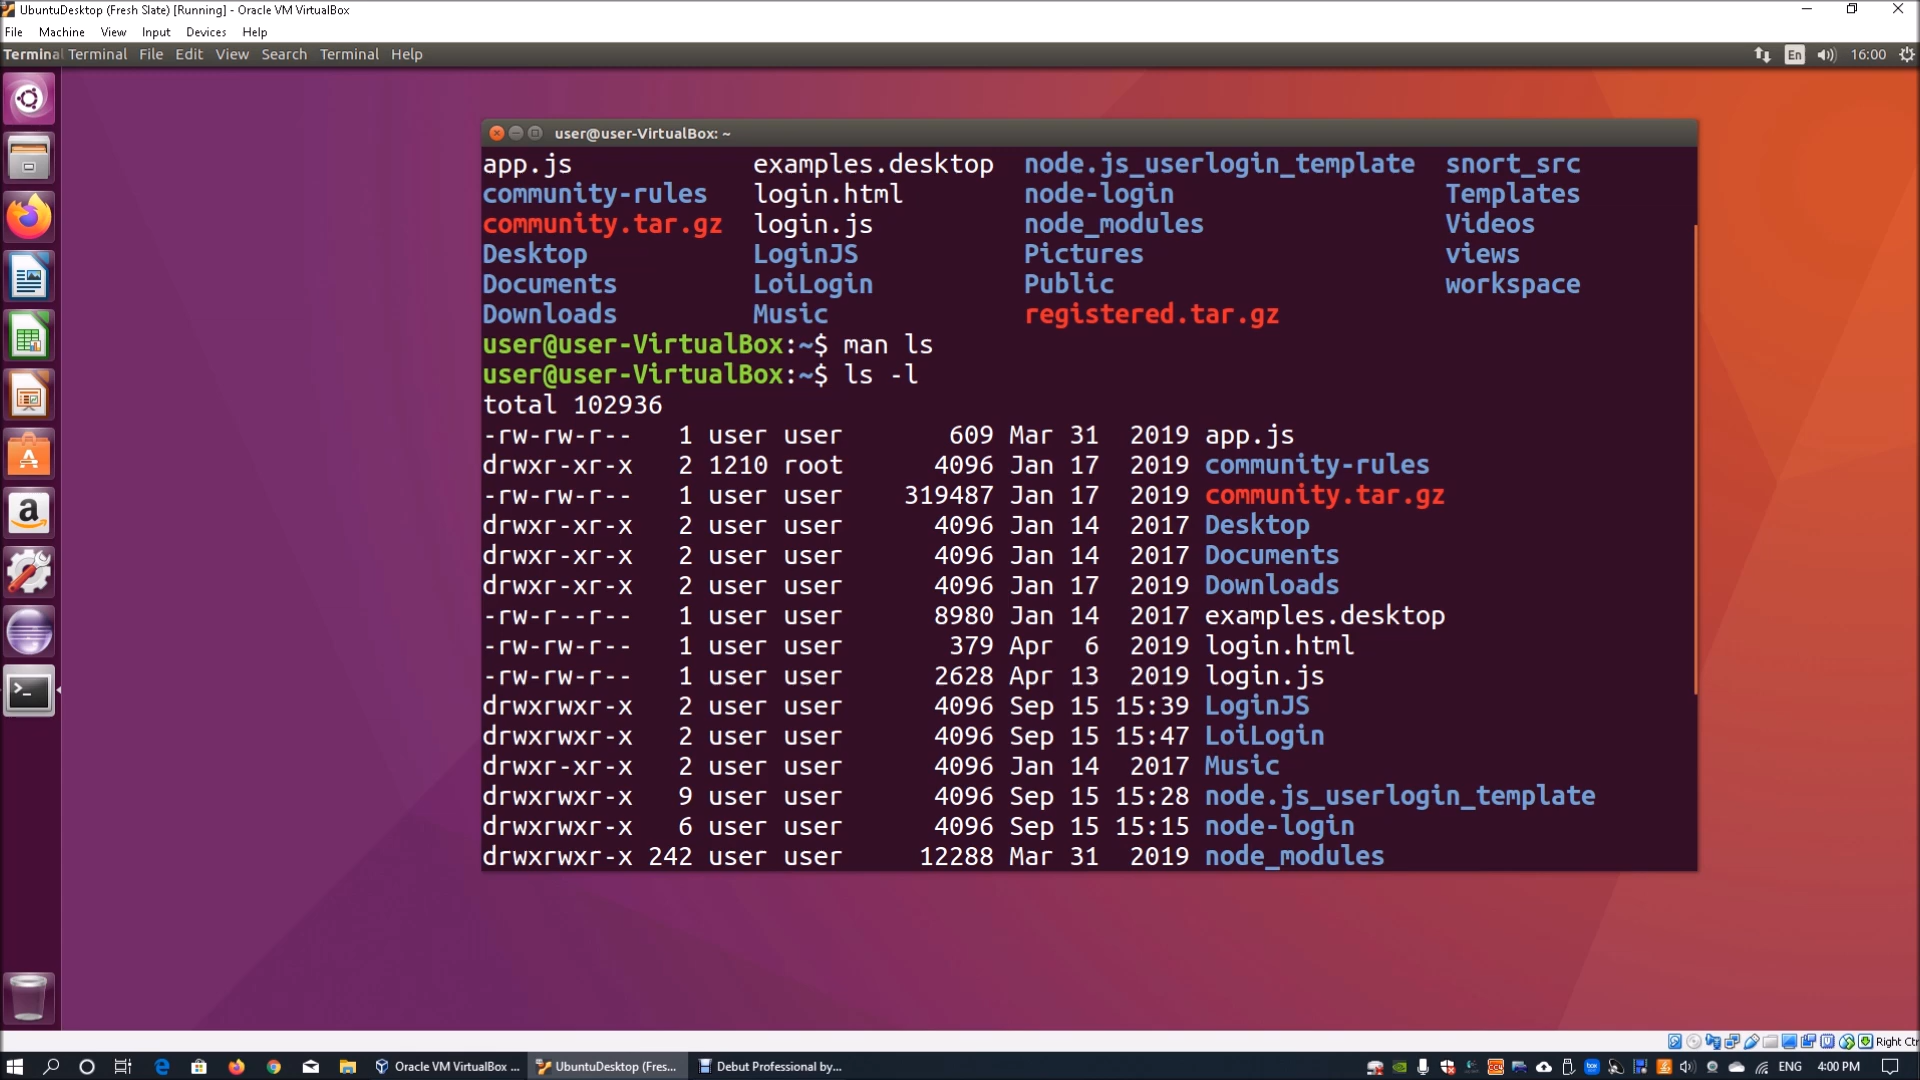 UbuntuDesktop (Fresh Slate) [Running] - Oracle VM VirtualBox
File Machine View Input Devices Help
Terminal Terminal File Edit View Search Terminal Help En 16:00
user@user-VirtualBox: ~
app.js examples.desktop node.js_userlogin_template snort_src
community-rules login.html node-login Templates
community.tar.gz login.js node_modules Videos
Desktop LoginJS Pictures views
Documents LoiLogin Public workspace
Downloads Music registered.tar.gz
user@user-VirtualBox:~$ man ls
user@user-VirtualBox:~$ ls -l
total 102936
-rw-rw-r-- 1 user user 609 Mar 31 2019 app.js
drwxr-xr-x 2 1210 root 4096 Jan 17 2019 community-rules
-rw-rw-r-- 1 user user 319487 Jan 17 2019 community.tar.gz
drwxr-xr-x 2 user user 4096 Jan 14 2017 Desktop
drwxr-xr-x 2 user user 4096 Jan 14 2017 Documents
drwxr-xr-x 2 user user 4096 Jan 17 2019 Downloads
-rw-r--r-- 1 user user 8980 Jan 14 2017 examples.desktop
-rw-rw-r-- 1 user user 379 Apr 6 2019 login.html
-rw-rw-r-- 1 user user 2628 Apr 13 2019 login.js
drwxrwxr-x 2 user user 4096 Sep 15 15:39 LoginJS
drwxrwxr-x 2 user user 4096 Sep 15 15:47 LoiLogin
drwxr-xr-x 2 user user 4096 Jan 14 2017 Music
drwxrwxr-x 9 user user 4096 Sep 15 15:28 node.js_userlogin_template
drwxrwxr-x 6 user user 4096 Sep 15 15:15 node-login
drwxrwxr-x 242 user user 12288 Mar 31 2019 node_modules
Right Ctr
Oracle VM VirtualBox ... UbuntuDesktop (Fres... Debut Professional by... ENG 4:00 PM